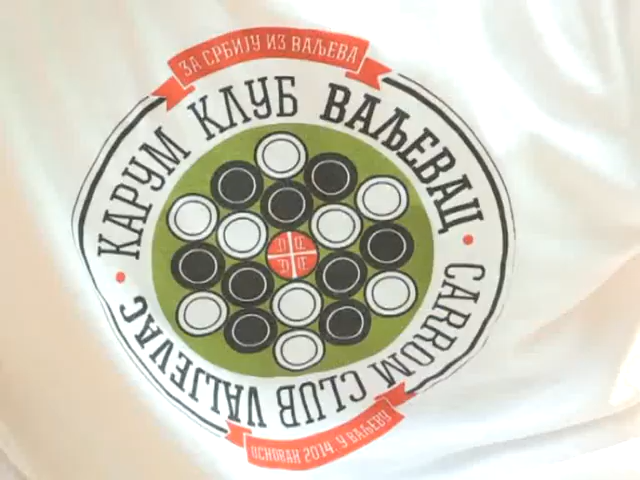 ЗА СРБИЈУ ИЗ ВАЉЕВА
КАРУМ КЛУБ ВАЉЕВАЦ
CARROM CLUB VALJEVAC
ОСНОВАН 2014. У ВАЉЕВУ